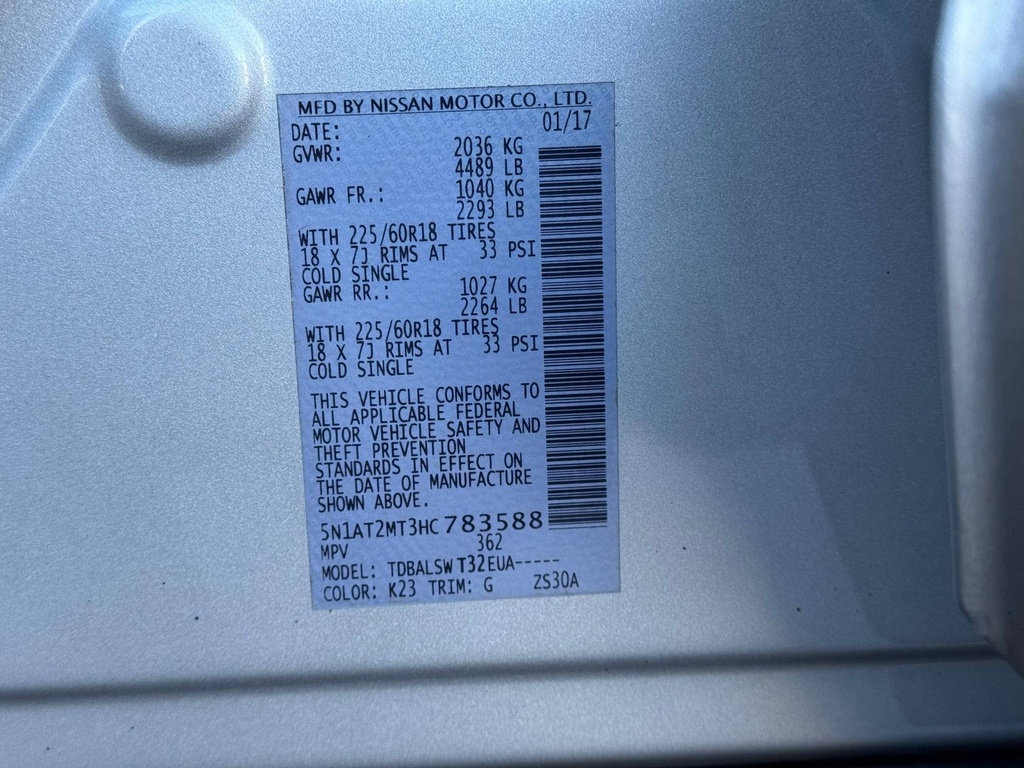 MFD BY NISSAN MOTOR CO., LTD.
DATE: 01/17
GVWR: 2036 KG
4489 LB
GAWR FR.: 1040 KG
2293 LB
WITH 225/60R18 TIRES
18 X 7J RIMS AT 33 PSI
COLD SINGLE
GAWR RR.: 1027 KG
2264 LB
WITH 225/60R18 TIRES
18 X 7J RIMS AT 33 PSI
COLD SINGLE
THIS VEHICLE CONFORMS TO
ALL APPLICABLE FEDERAL
MOTOR VEHICLE SAFETY AND
THEFT PREVENTION
STANDARDS IN EFFECT ON
THE DATE OF MANUFACTURE
SHOWN ABOVE.
5N1AT2MT3HC783588
MPV 362
MODEL: TDBALSWT32EUA-----
COLOR: K23 TRIM: G ZS30A